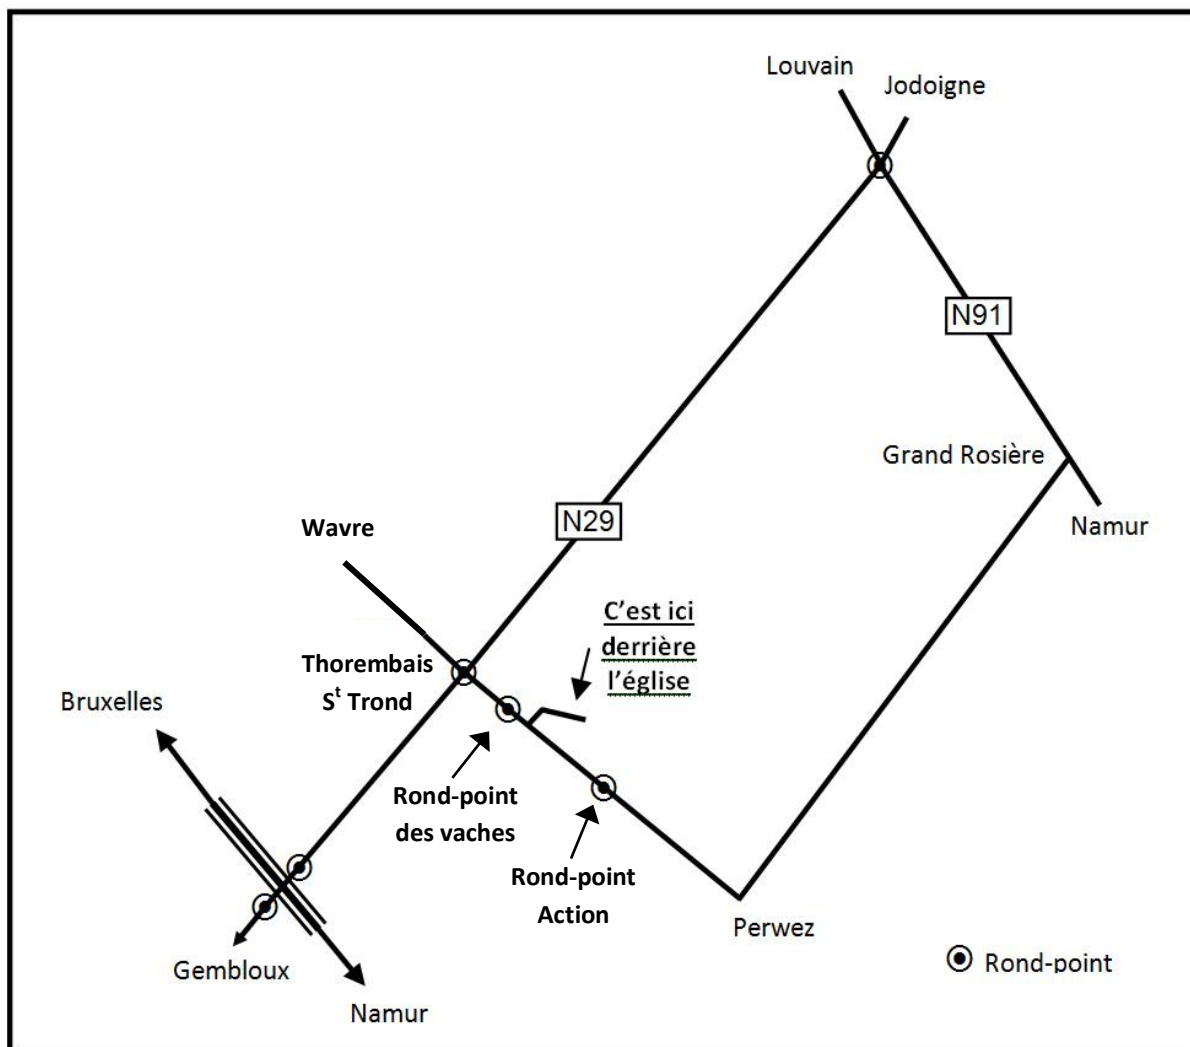 Louvain
Jodoigne
N91
Grand Rosière
Namur
N29
Wavre
C’est ici
derrière
l’église
Thorembais
Sᵗ Trond
Bruxelles
Rond-point
des vaches
Rond-point
Action
Perwez
Gembloux
Namur
Rond-point